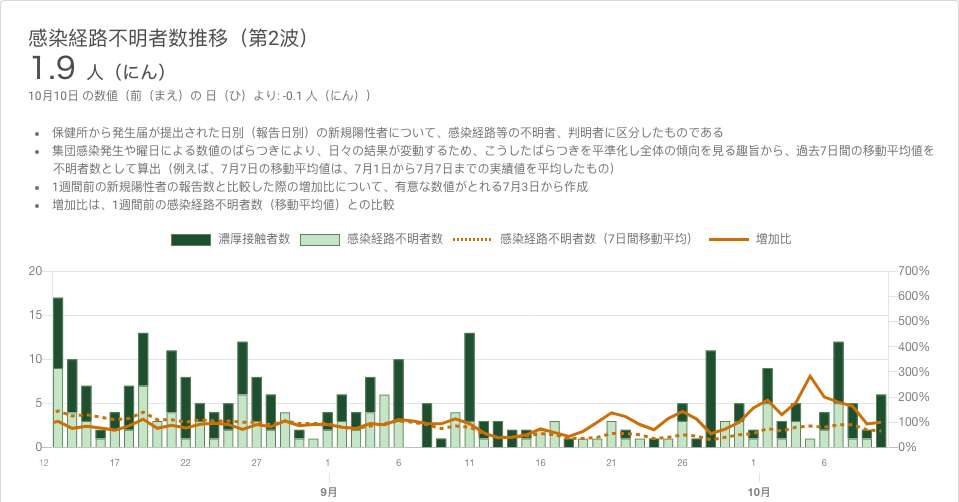 感染経路不明者数推移（第2波）
1.9 人（にん）
10月10日 の数値（前（まえ）の 日（ひ）より: -0.1 人（にん））
• 保健所から発生届が提出された日別（報告日別）の新規陽性者について、感染経路等の不明者、判明者に区分したものである
• 集団感染発生や曜日による数値のばらつきにより、日々の結果が変動するため、こうしたばらつきを平準化し全体の傾向を見る趣旨から、過去7日間の移動平均値を
不明者数として算出（例えば、7月7日の移動平均値は、7月1日から7月7日までの実績値を平均したもの）
• 1週間前の新規陽性者の報告数と比較した際の増加比について、有意な数値がとれる7月3日から作成
• 増加比は、1週間前の感染経路不明者数（移動平均値）との比較
濃厚接触者数 感染経路不明者数 感染経路不明者数（7日間移動平均） 増加比
20 700%
600%
15
500%
400%
10
300%
200%
5
100%
0 0%
12 17 22 27 1 6 11 16 21 26 1 6
9月 10月